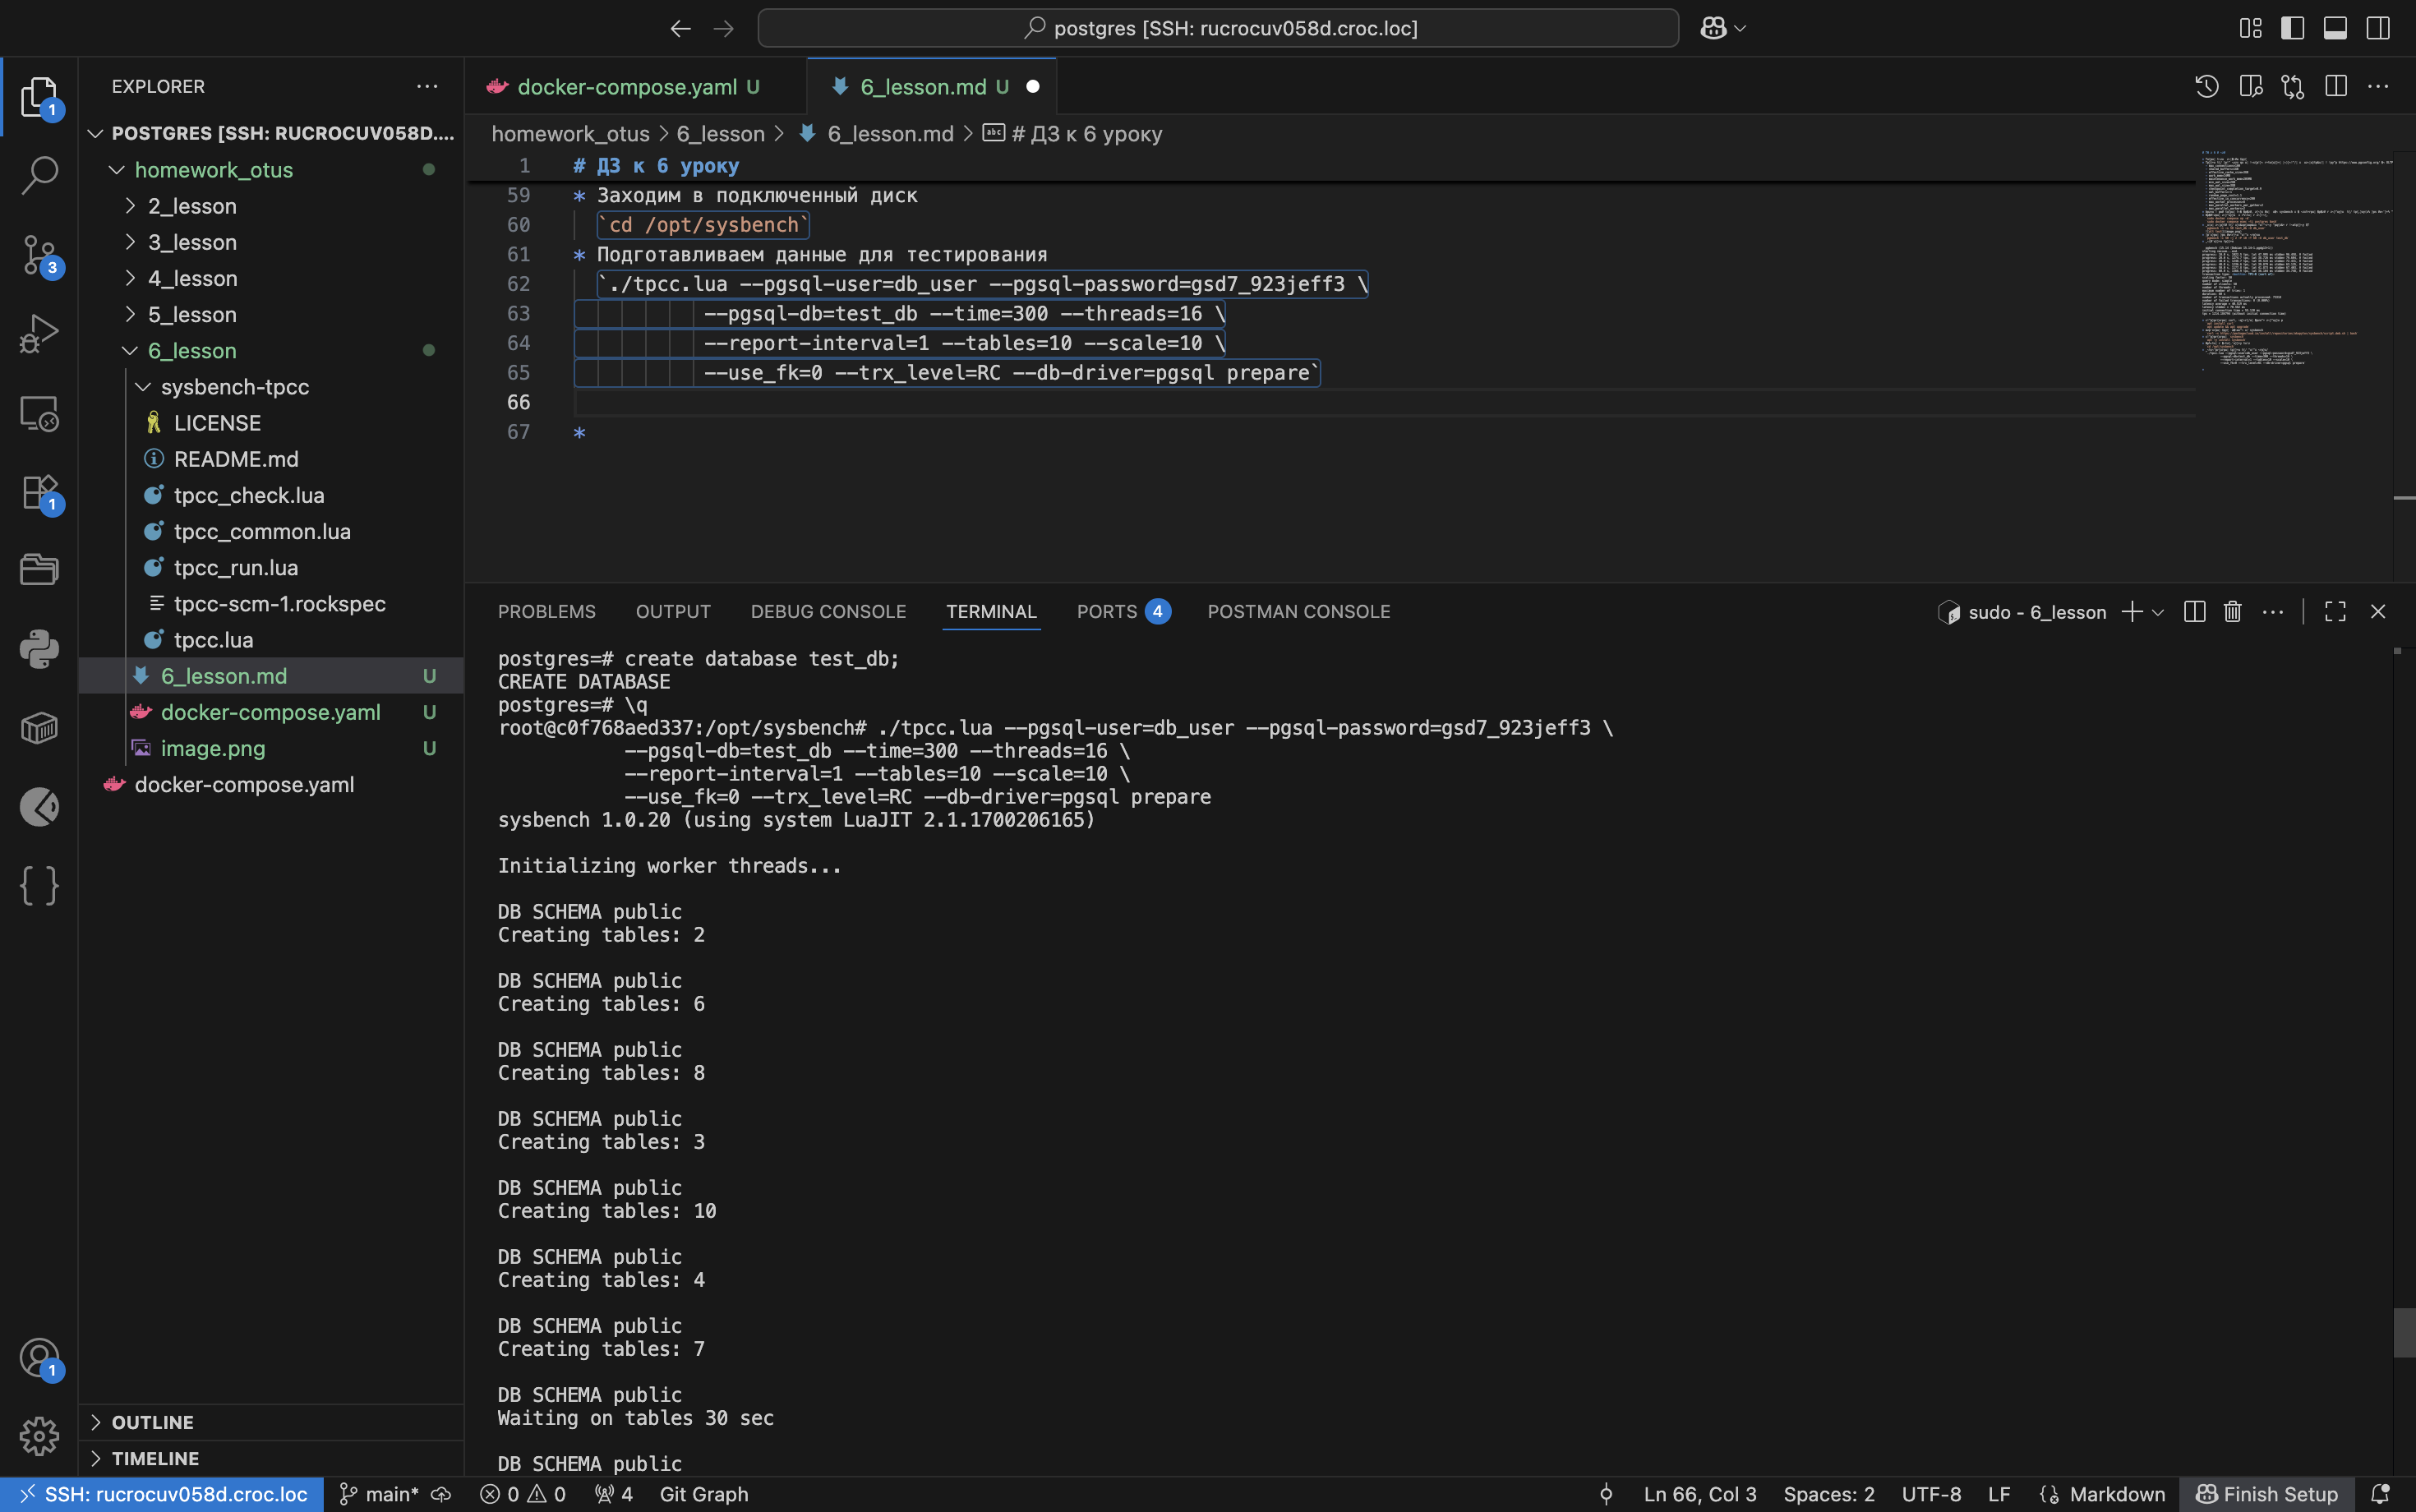 postgres [SSH: rucrocuv058d.croc.loc]
EXPLORER
docker-compose.yaml U
6_lesson.md U
POSTGRES [SSH: RUCROCUV058D....
homework_otus > 6_lesson > 6_lesson.md > # ДЗ к 6 уроку
homework_otus
2_lesson
3_lesson
4_lesson
5_lesson
6_lesson
sysbench-tpcc
LICENSE
README.md
tpcc_check.lua
tpcc_common.lua
tpcc_run.lua
tpcc-scm-1.rockspec
tpcc.lua
6_lesson.md U
docker-compose.yaml U
image.png U
docker-compose.yaml
OUTLINE
TIMELINE
1
3
1
1
1 # ДЗ к 6 уроку
59 * Заходим в подключенный диск
60 `cd /opt/sysbench`
61 * Подготавливаем данные для тестирования
62 `./tpcc.lua --pgsql-user=db_user --pgsql-password=gsd7_923jeff3 \
63 --pgsql-db=test_db --time=300 --threads=16 \
64 --report-interval=1 --tables=10 --scale=10 \
65 --use_fk=0 --trx_level=RC --db-driver=pgsql prepare`
66
67 *
PROBLEMS OUTPUT DEBUG CONSOLE TERMINAL PORTS 4 POSTMAN CONSOLE
sudo - 6_lesson
postgres=# create database test_db;
CREATE DATABASE
postgres=# \q
root@c0f768aed337:/opt/sysbench# ./tpcc.lua --pgsql-user=db_user --pgsql-password=gsd7_923jeff3 \
--pgsql-db=test_db --time=300 --threads=16 \
--report-interval=1 --tables=10 --scale=10 \
--use_fk=0 --trx_level=RC --db-driver=pgsql prepare
sysbench 1.0.20 (using system LuaJIT 2.1.1700206165)
Initializing worker threads...
DB SCHEMA public
Creating tables: 2
DB SCHEMA public
Creating tables: 6
DB SCHEMA public
Creating tables: 8
DB SCHEMA public
Creating tables: 3
DB SCHEMA public
Creating tables: 10
DB SCHEMA public
Creating tables: 4
DB SCHEMA public
Creating tables: 7
DB SCHEMA public
Waiting on tables 30 sec
DB SCHEMA public
SSH: rucrocuv058d.croc.loc main* 0 0 4 Git Graph Ln 66, Col 3 Spaces: 2 UTF-8 LF Markdown Finish Setup